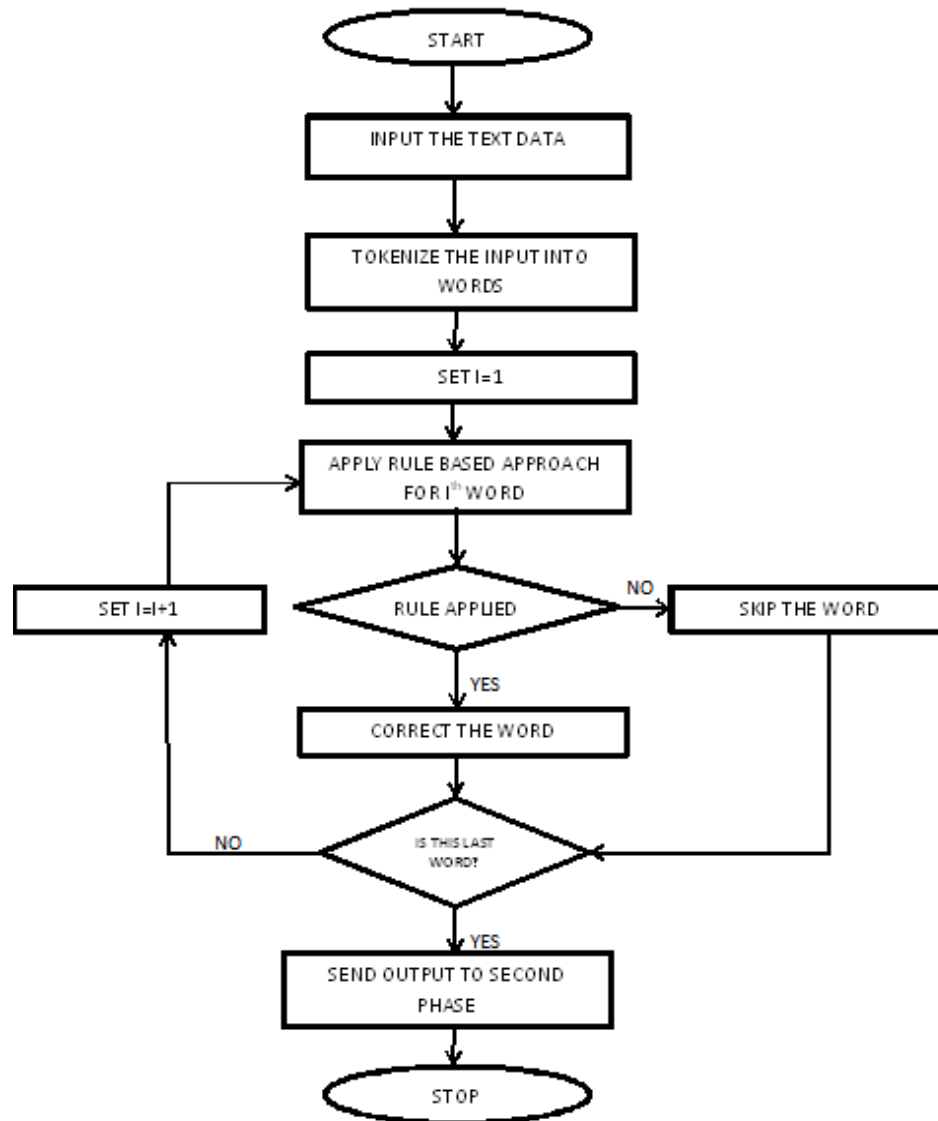 START
INPUT THE TEXT DATA
TOKENIZE THE INPUT INTO
WORDS
SET I=1
APPLY RULE BASED APPROACH
FOR Iᵗʰ WORD
SET I=I+1
RULE APPLIED
NO
SKIP THE WORD
YES
CORRECT THE WORD
NO
IS THIS LAST
WORD?
YES
SEND OUTPUT TO SECOND
PHASE
STOP